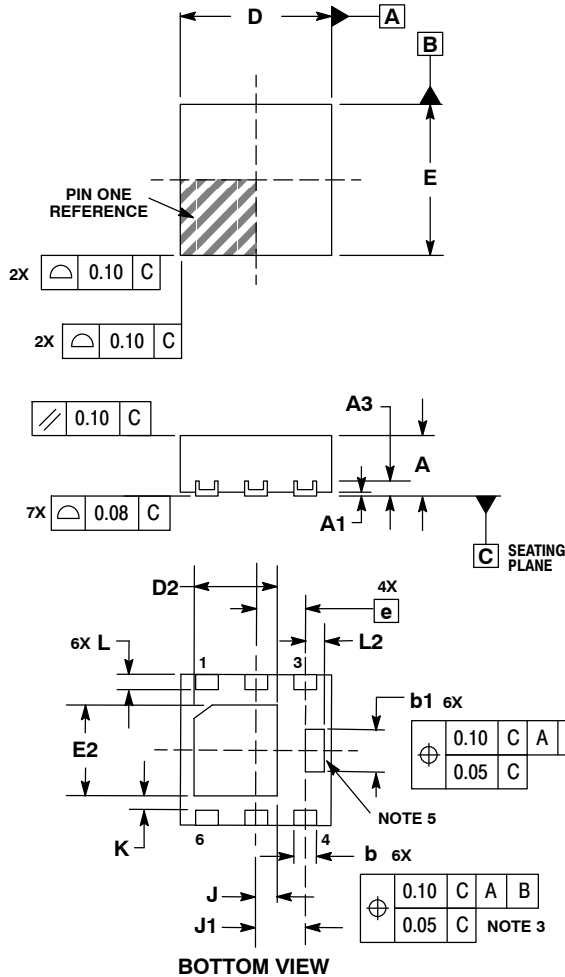 D
A
B
E
PIN ONE
REFERENCE
2X ⌓ 0.10 C
2X ⌓ 0.10 C
⫽ 0.10 C
A3
A
7X ⌓ 0.08 C
A1
C SEATING
PLANE
D2
4X
e
6X L
L2
1
3
b1 6X
⌖ 0.10 C A
0.05 C
E2
NOTE 5
K
6
4
b 6X
J
⌖ 0.10 C A B
0.05 C NOTE 3
J1
BOTTOM VIEW